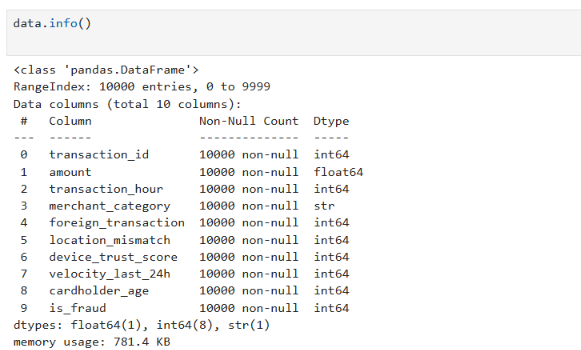 data.info()
<class 'pandas.DataFrame'>
RangeIndex: 10000 entries, 0 to 9999
Data columns (total 10 columns):
 #   Column               Non-Null Count  Dtype
---  ------               --------------  -----
 0   transaction_id       10000 non-null  int64
 1   amount               10000 non-null  float64
 2   transaction_hour     10000 non-null  int64
 3   merchant_category    10000 non-null  str
 4   foreign_transaction  10000 non-null  int64
 5   location_mismatch    10000 non-null  int64
 6   device_trust_score   10000 non-null  int64
 7   velocity_last_24h    10000 non-null  int64
 8   cardholder_age       10000 non-null  int64
 9   is_fraud             10000 non-null  int64
dtypes: float64(1), int64(8), str(1)
memory usage: 781.4 KB